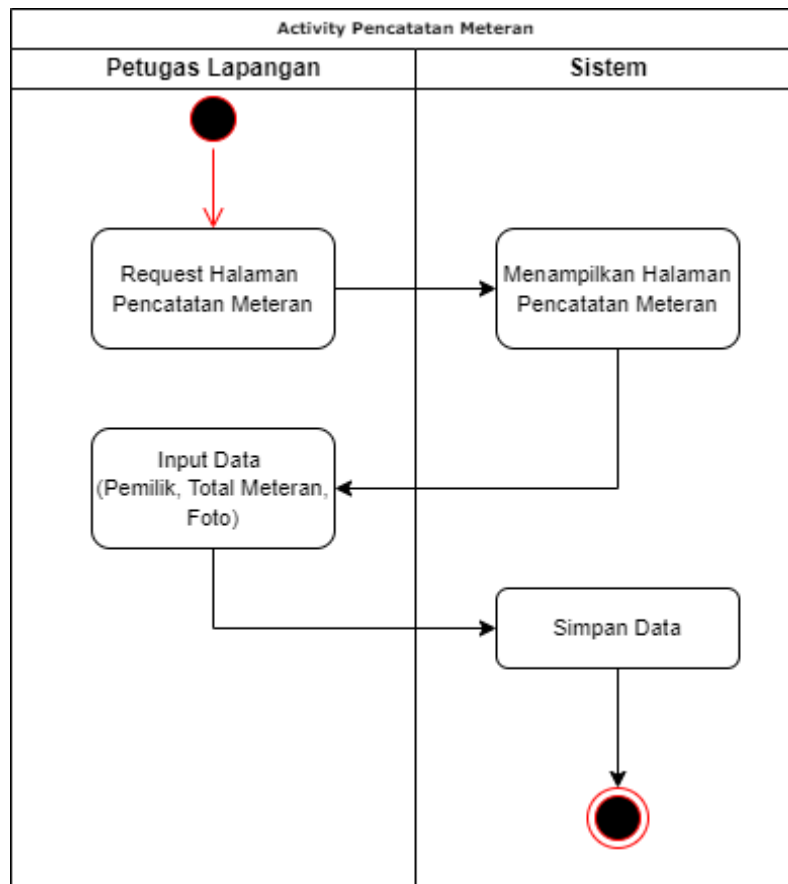 Activity Pencatatan Meteran
Petugas Lapangan
Sistem
Request Halaman
Pencatatan Meteran
Menampilkan Halaman
Pencatatan Meteran
Input Data
(Pemilik, Total Meteran,
Foto)
Simpan Data